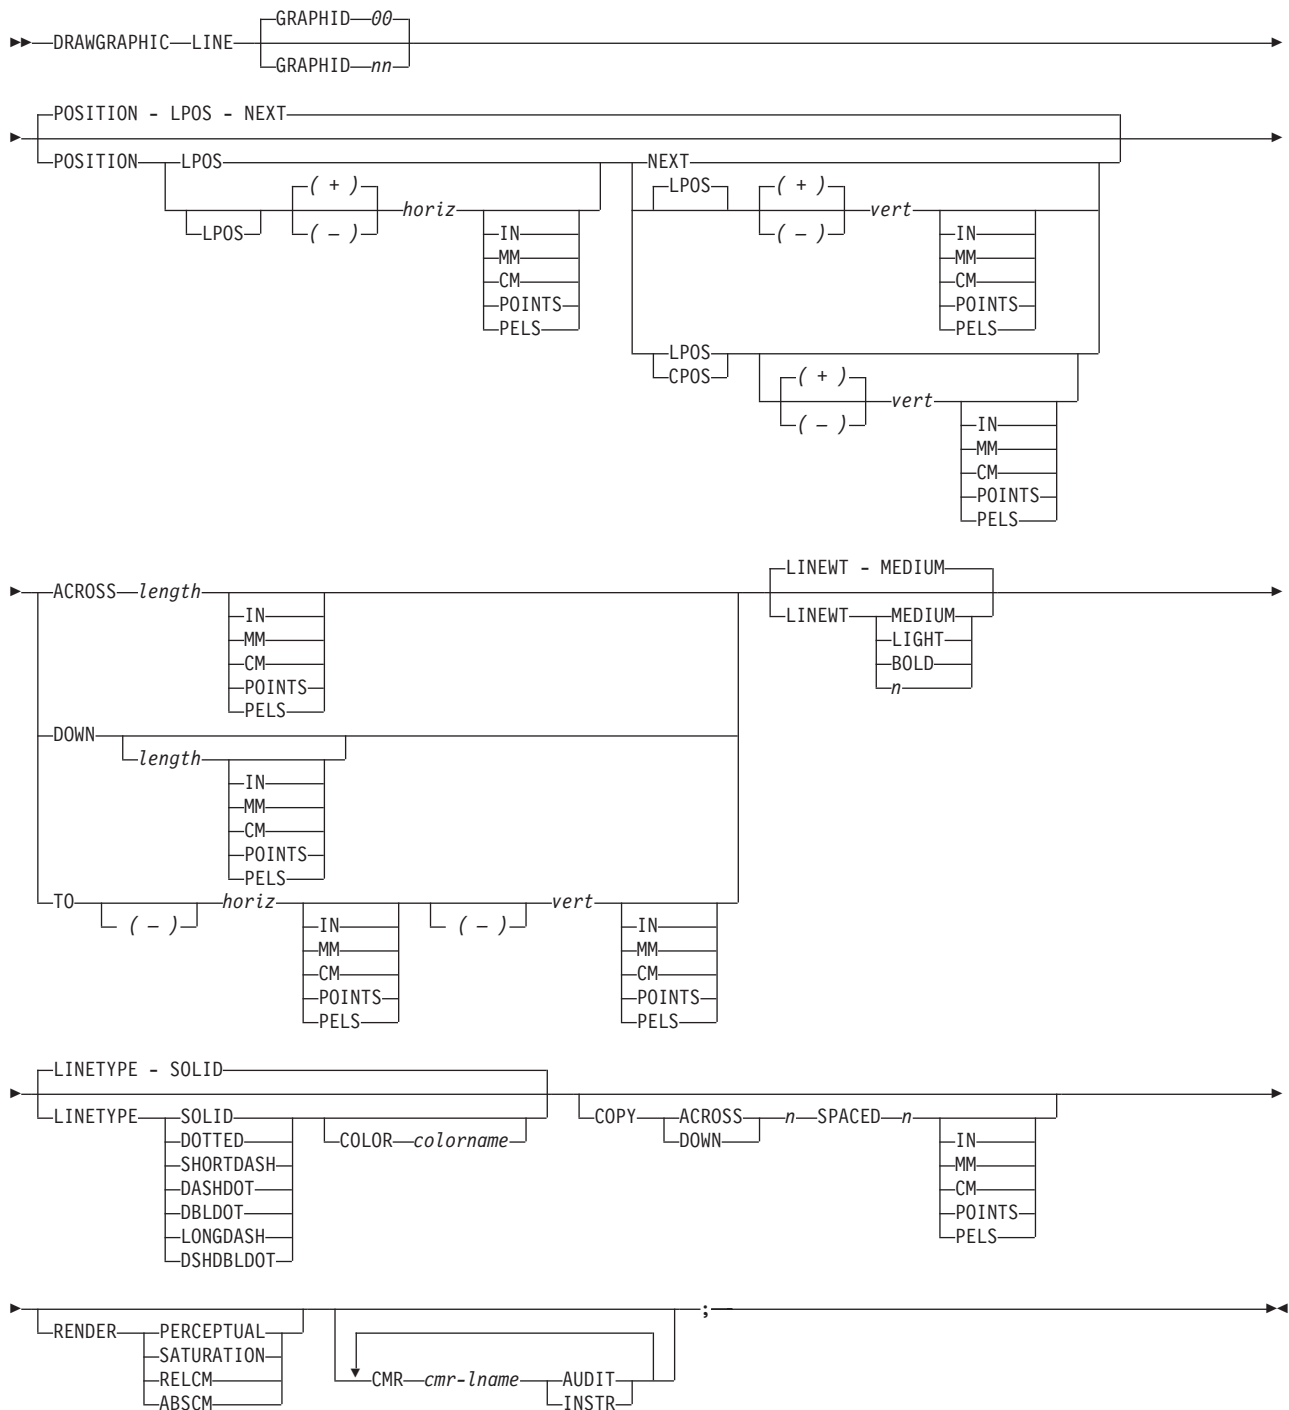 GRAPHID 00
DRAWGRAPHIC LINE
GRAPHID nn
POSITION - LPOS - NEXT
POSITION LPOS NEXT
( + ) LPOS ( + )
horiz vert
LPOS ( – ) IN ( – ) IN
MM MM
CM CM
POINTS POINTS
PELS PELS
LPOS
CPOS ( + )
vert
( – ) IN
MM
CM
POINTS
PELS
LINEWT - MEDIUM
ACROSS length
IN LINEWT MEDIUM
MM LIGHT
CM BOLD
POINTS n
PELS
DOWN
length
IN
MM
CM
POINTS
PELS
TO horiz vert
( – ) IN ( – ) IN
MM MM
CM CM
POINTS POINTS
PELS PELS
LINETYPE - SOLID
LINETYPE SOLID COPY ACROSS n SPACED n
DOTTED COLOR colorname DOWN IN
SHORTDASH MM
DASHDOT CM
DBLDOT POINTS
LONGDASH PELS
DSHDBLDOT
;
RENDER PERCEPTUAL
SATURATION
RELCM CMR cmr-lname AUDIT
ABSCM INSTR